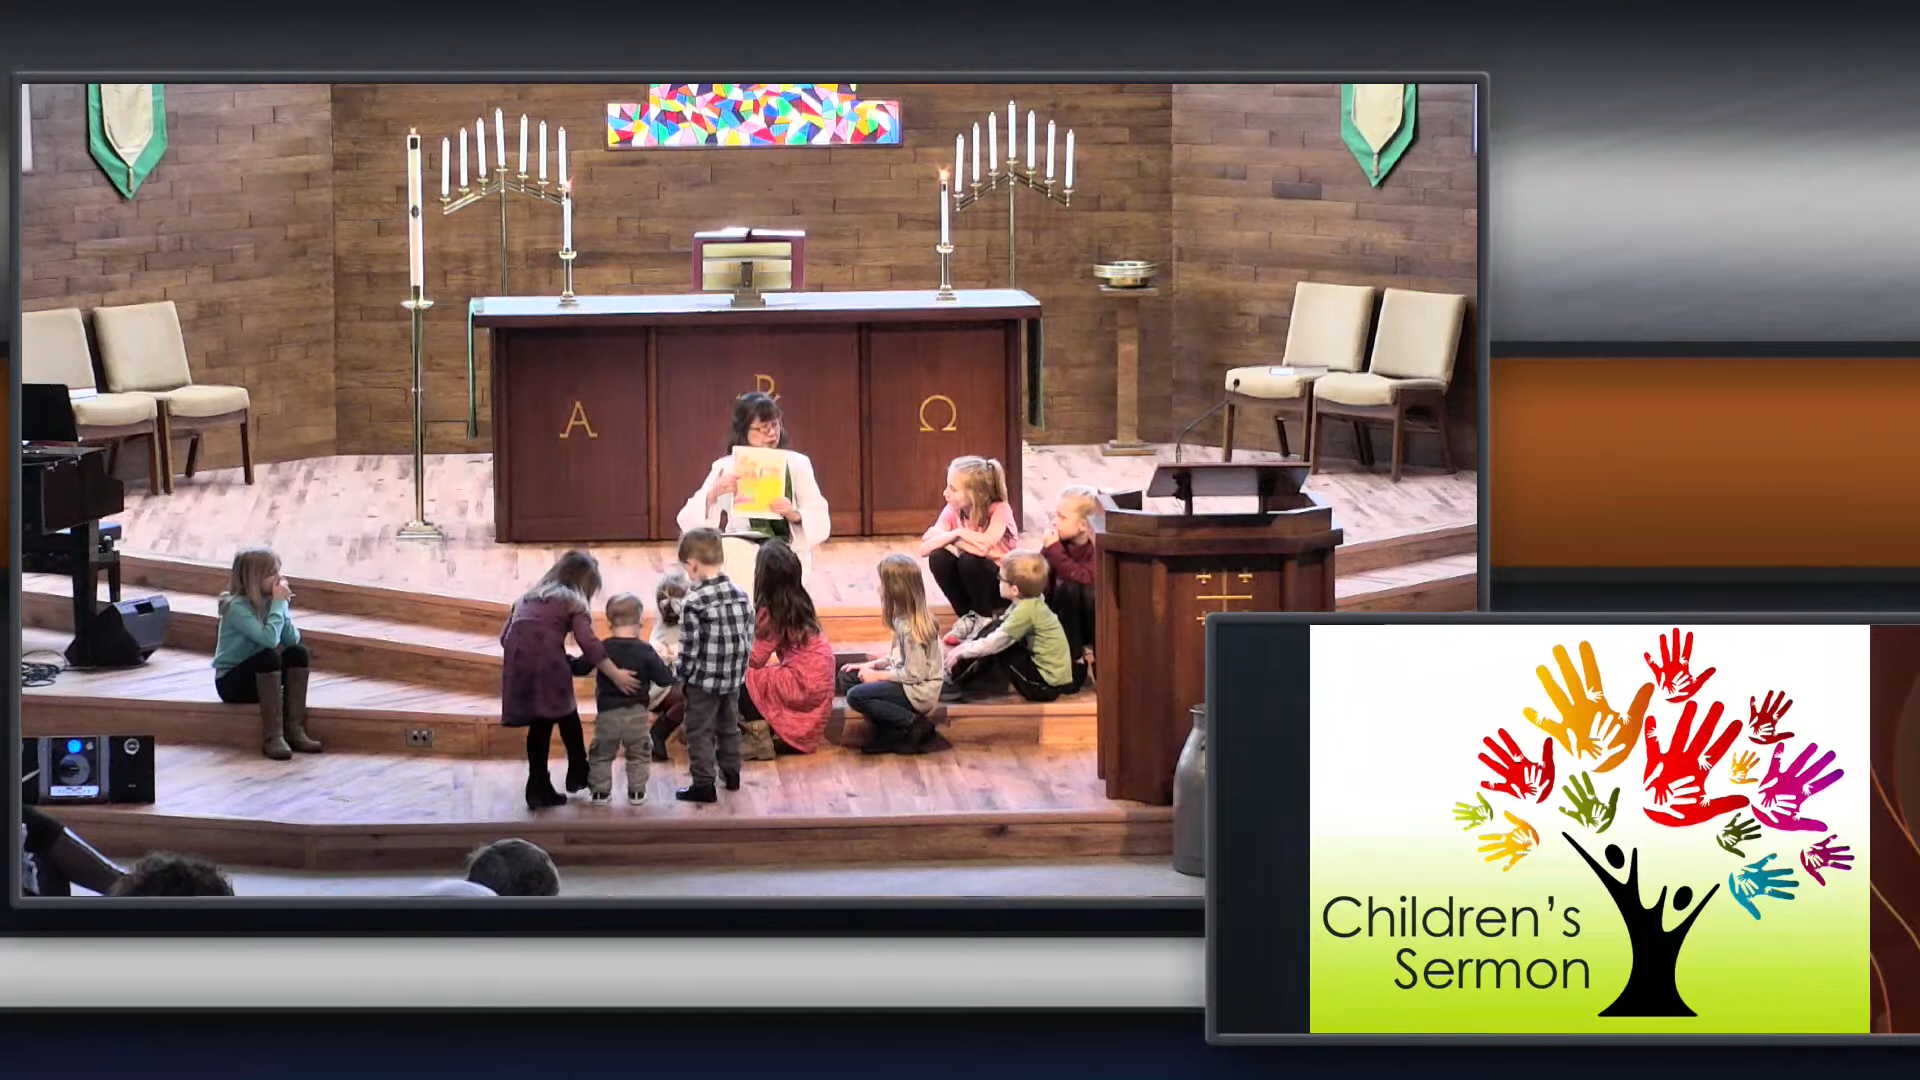 Α
Ρ
Ω
Children's
Sermon